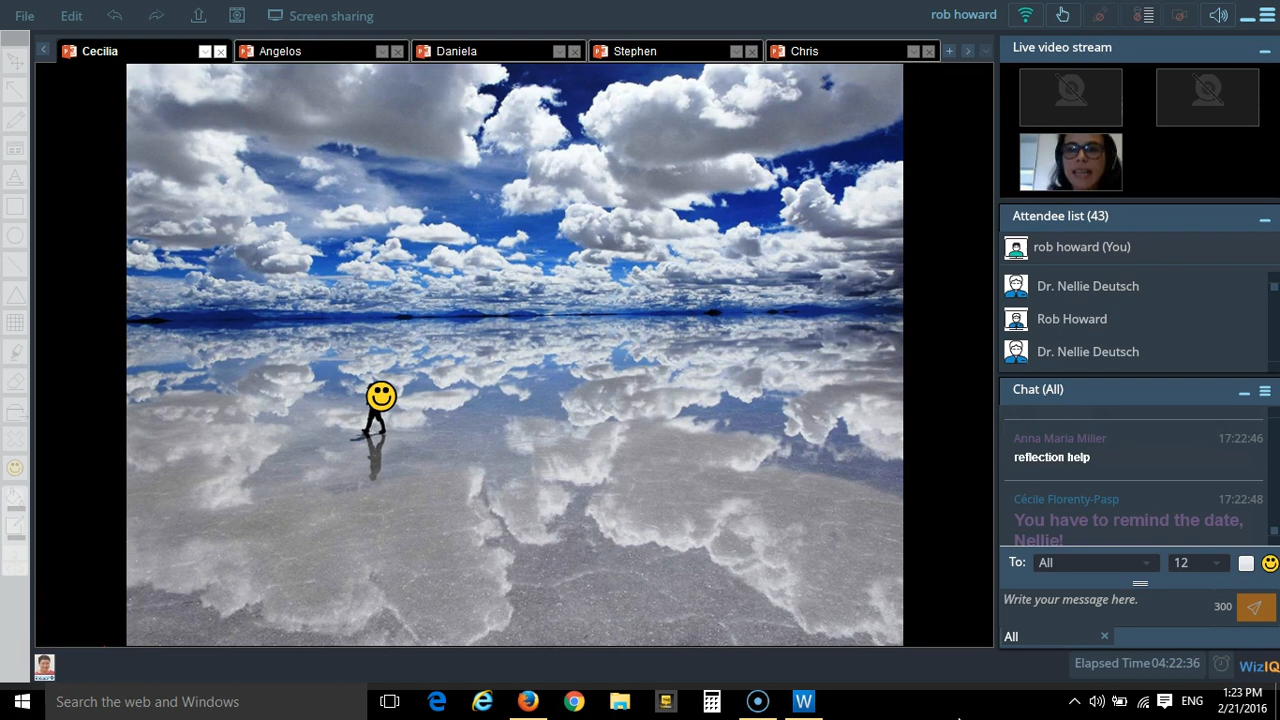 File Edit Screen sharing
rob howard
Cecilia
Angelos
Daniela
Stephen
Chris
Live video stream
Attendee list (43)
rob howard (You)
Dr. Nellie Deutsch
Rob Howard
Dr. Nellie Deutsch
Chat (All)
Anna Maria Miller 17:22:46
reflection help
Cécile Florenty-Pasp 17:22:48
You have to remind the date,
Nellie!
To: All 12
Write your message here. 300
All
Elapsed Time 04:22:36
WizIQ
Search the web and Windows
ENG
1:23 PM
2/21/2016